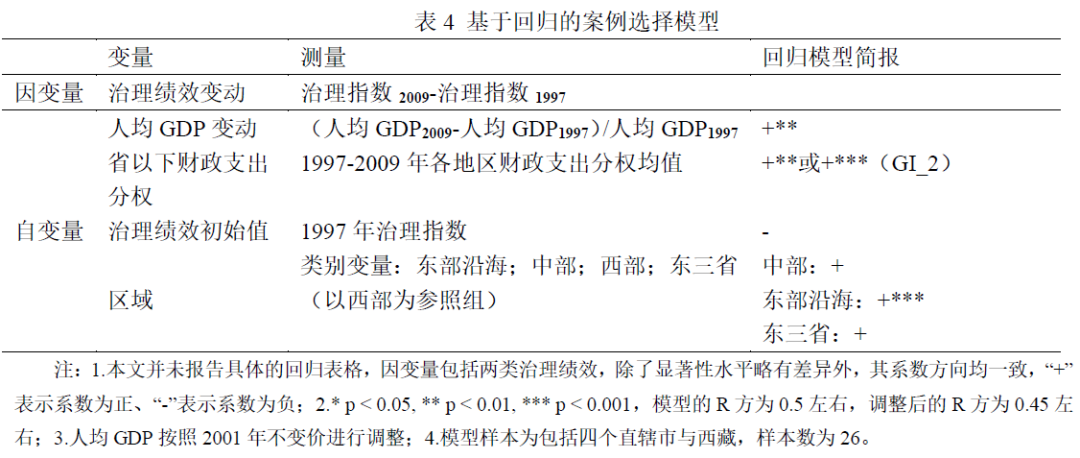 表 4 基于回归的案例选择模型
变量 测量 回归模型简报
因变量 治理绩效变动 治理指数 2009-治理指数 1997
人均 GDP 变动 （人均 GDP2009-人均 GDP1997）/人均 GDP1997 +**
省以下财政支出 1997-2009 年各地区财政支出分权均值 +**或+***（GI_2）
分权
自变量 治理绩效初始值 1997 年治理指数 -
类别变量：东部沿海；中部；西部；东三省 中部：+
区域 （以西部为参照组） 东部沿海：+***
东三省：+
注：1.本文并未报告具体的回归表格，因变量包括两类治理绩效，除了显著性水平略有差异外，其系数方向均一致，“+”
表示系数为正、“-”表示系数为负；2.* p < 0.05, ** p < 0.01, *** p < 0.001，模型的 R 方为 0.5 左右，调整后的 R 方为 0.45 左
右；3.人均 GDP 按照 2001 年不变价进行调整；4.模型样本为包括四个直辖市与西藏，样本数为 26。